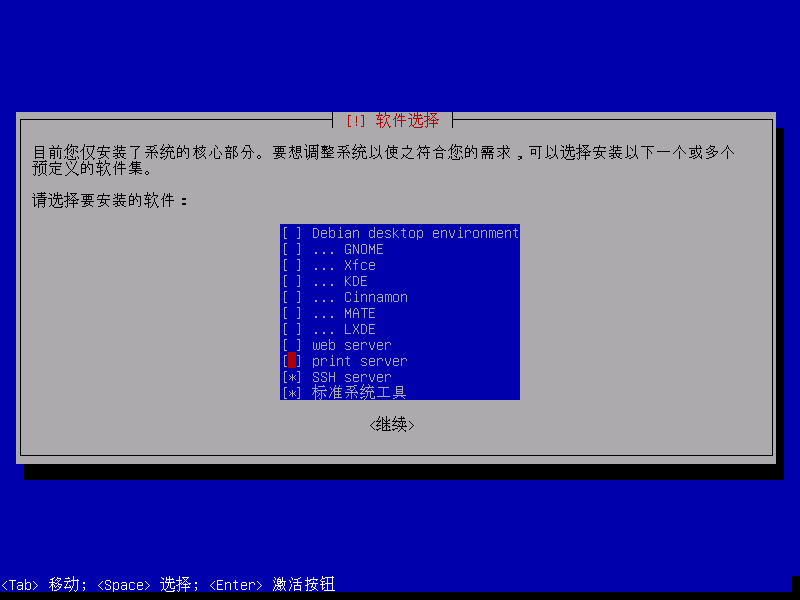 [!] 软件选择
目前您仅安装了系统的核心部分。要想调整系统以使之符合您的需求，可以选择安装以下一个或多个
预定义的软件集。
请选择要安装的软件：
[ ] Debian desktop environment
[ ] ... GNOME
[ ] ... Xfce
[ ] ... KDE
[ ] ... Cinnamon
[ ] ... MATE
[ ] ... LXDE
[ ] web server
[ ] print server
[*] SSH server
[*] 标准系统工具
<继续>
<Tab> 移动; <Space> 选择; <Enter> 激活按钮